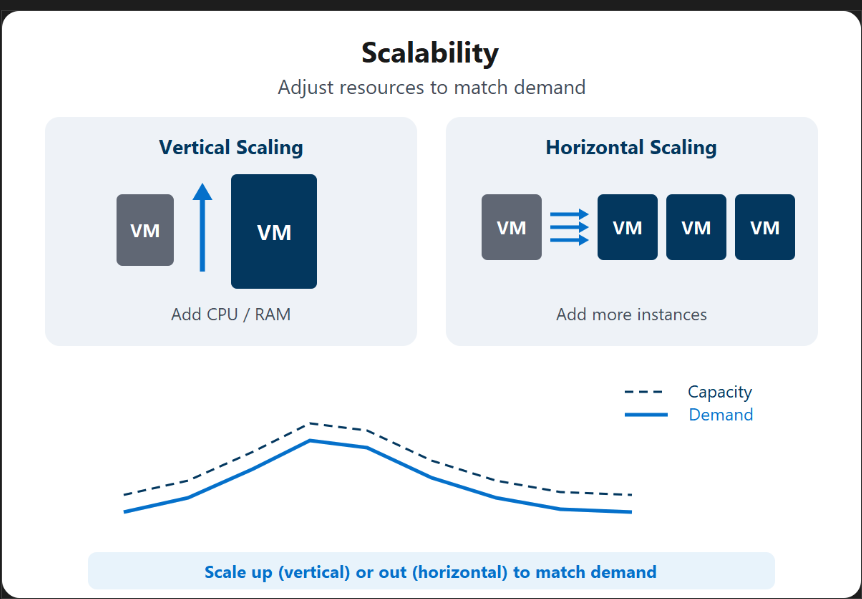 Scalability
Adjust resources to match demand
Vertical Scaling
VM
VM
Add CPU / RAM
Horizontal Scaling
VM
VM
VM
VM
Add more instances
Capacity
Demand
Scale up (vertical) or out (horizontal) to match demand